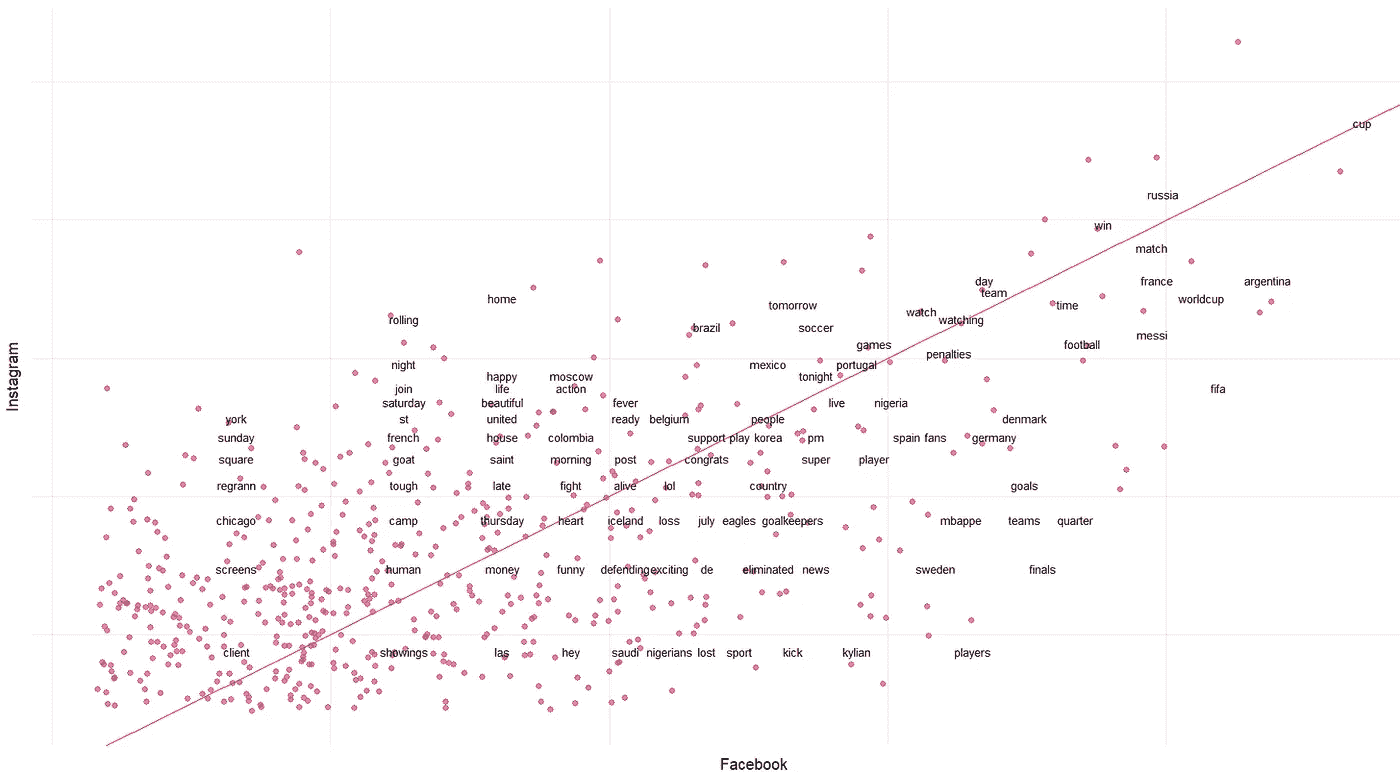 cup
russia
win
match
day
france
argentina
team
home
worldcup
tomorrow
time
watch
rolling
watching
brazil
soccer
messi
games
football
penalties
night
mexico
portugal
happy
moscow
tonight
join
life
action
fifa
saturday
beautiful
fever
live
nigeria
york
st
united
ready
belgium
people
denmark
sunday
french
house
colombia
support
play
korea
pm
spain
fans
germany
square
goat
saint
morning
post
congrats
super
player
regrann
tough
late
fight
alive
lol
country
goals
chicago
camp
thursday
heart
iceland
loss
july
eagles
goalkeepers
mbappe
teams
quarter
screens
human
money
funny
defending
exciting
de
eliminated
news
sweden
finals
client
showings
las
hey
saudi
nigerians
lost
sport
kick
kylian
players
Instagram
Facebook